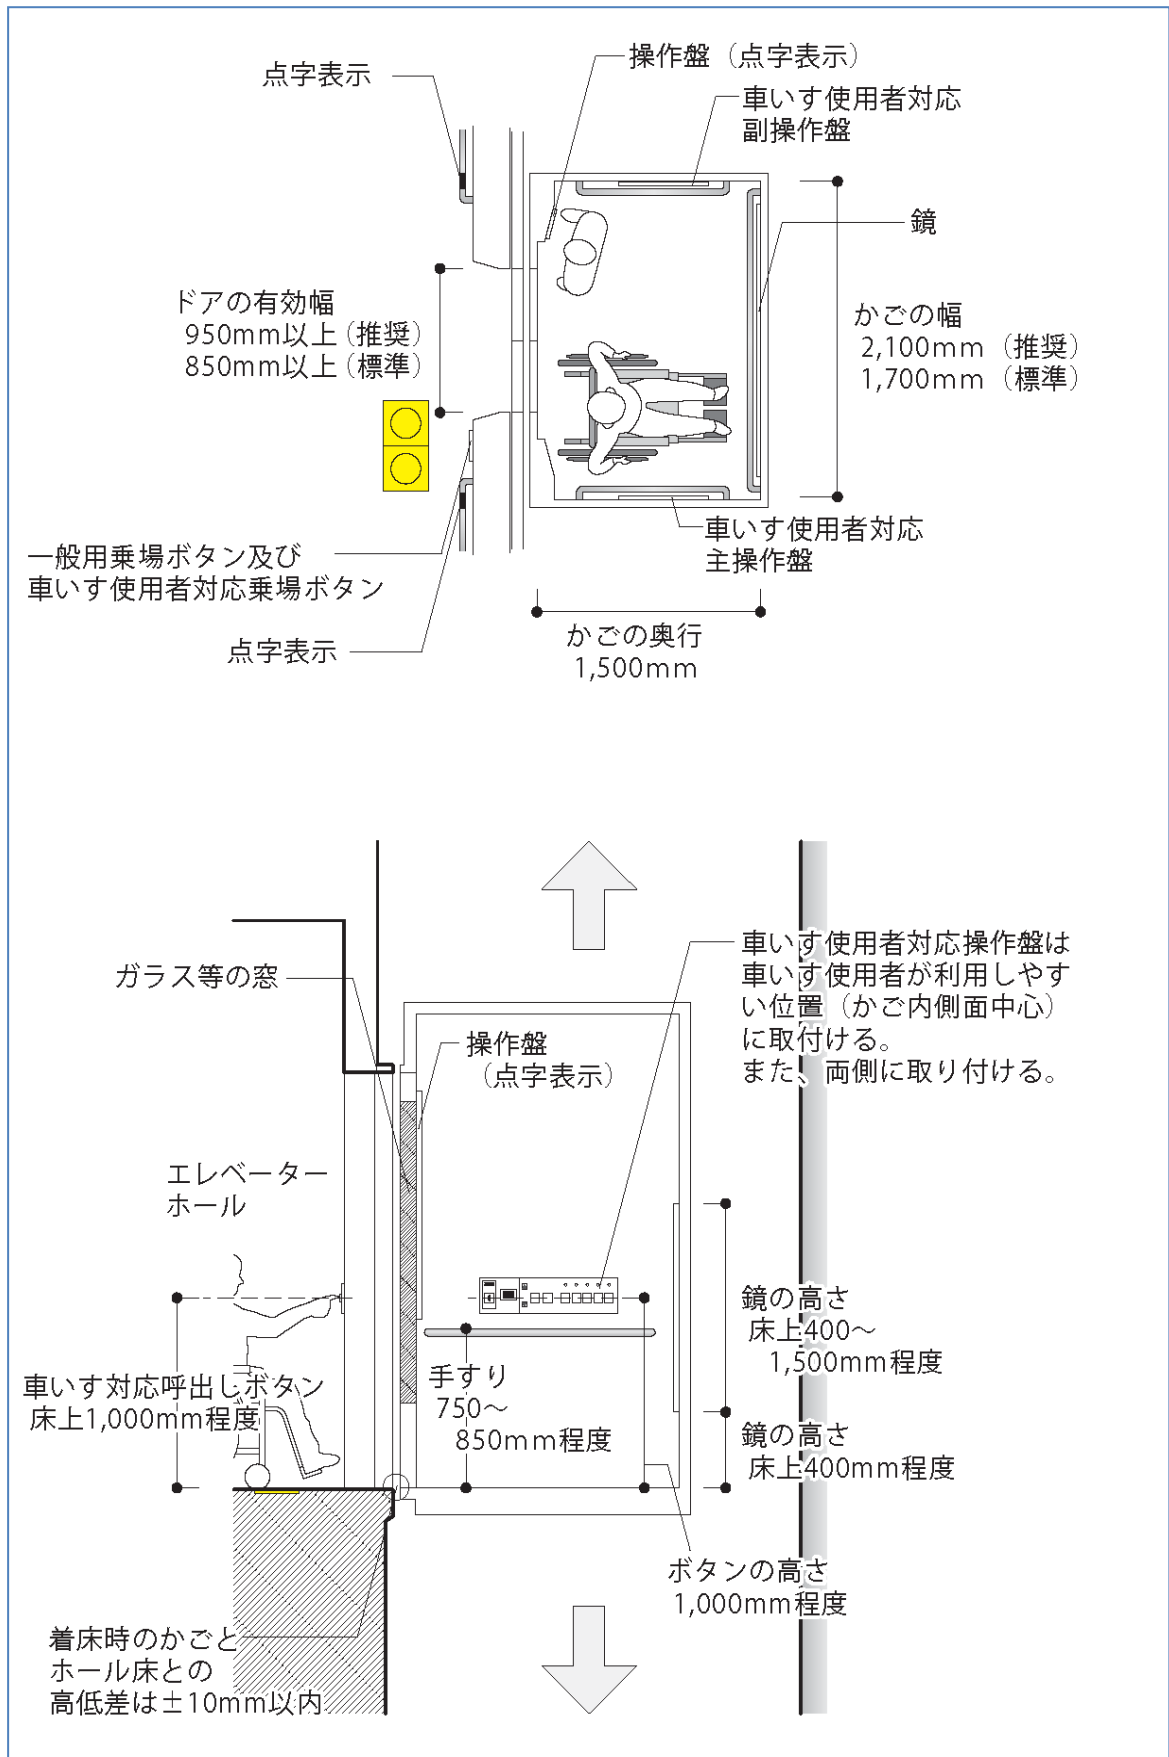 点字表示
操作盤（点字表示）
車いす使用者対応
副操作盤
鏡
ドアの有効幅
950mm以上（推奨）
850mm以上（標準）
かごの幅
2,100mm（推奨）
1,700mm（標準）
車いす使用者対応
主操作盤
一般用乗場ボタン及び
車いす使用者対応乗場ボタン
点字表示
かごの奥行
1,500mm
ガラス等の窓
操作盤
（点字表示）
車いす使用者対応操作盤は
車いす使用者が利用しやす
い位置（かご内側面中心）
に取付ける。
また、両側に取り付ける。
エレベーター
ホール
車いす対応呼出しボタン
床上1,000mm程度
手すり
750～
850mm程度
鏡の高さ
床上400～
1,500mm程度
鏡の高さ
床上400mm程度
ボタンの高さ
1,000mm程度
着床時のかごと
ホール床との
高低差は±10mm以内